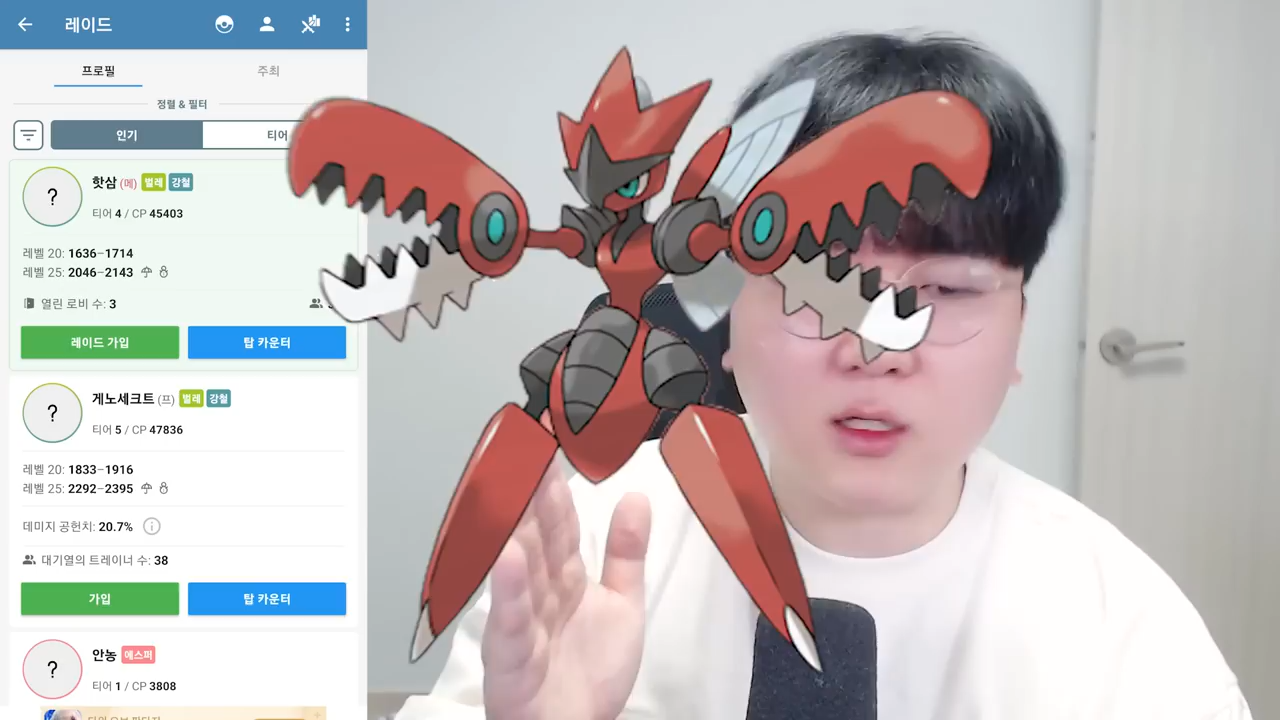 레이드
프로필 주최
정렬 & 필터
인기 티어
?
핫삼 (메) 벌레 강철
티어 4 / CP 45403
레벨 20: 1636–1714
레벨 25: 2046–2143
열린 로비 수: 3
레이드 가입 탑 카운터
?
게노세크트 (프) 벌레 강철
티어 5 / CP 47836
레벨 20: 1833–1916
레벨 25: 2292–2395
데미지 공헌치: 20.7%
대기열의 트레이너 수: 38
가입 탑 카운터
?
안농 에스퍼
티어 1 / CP 3808